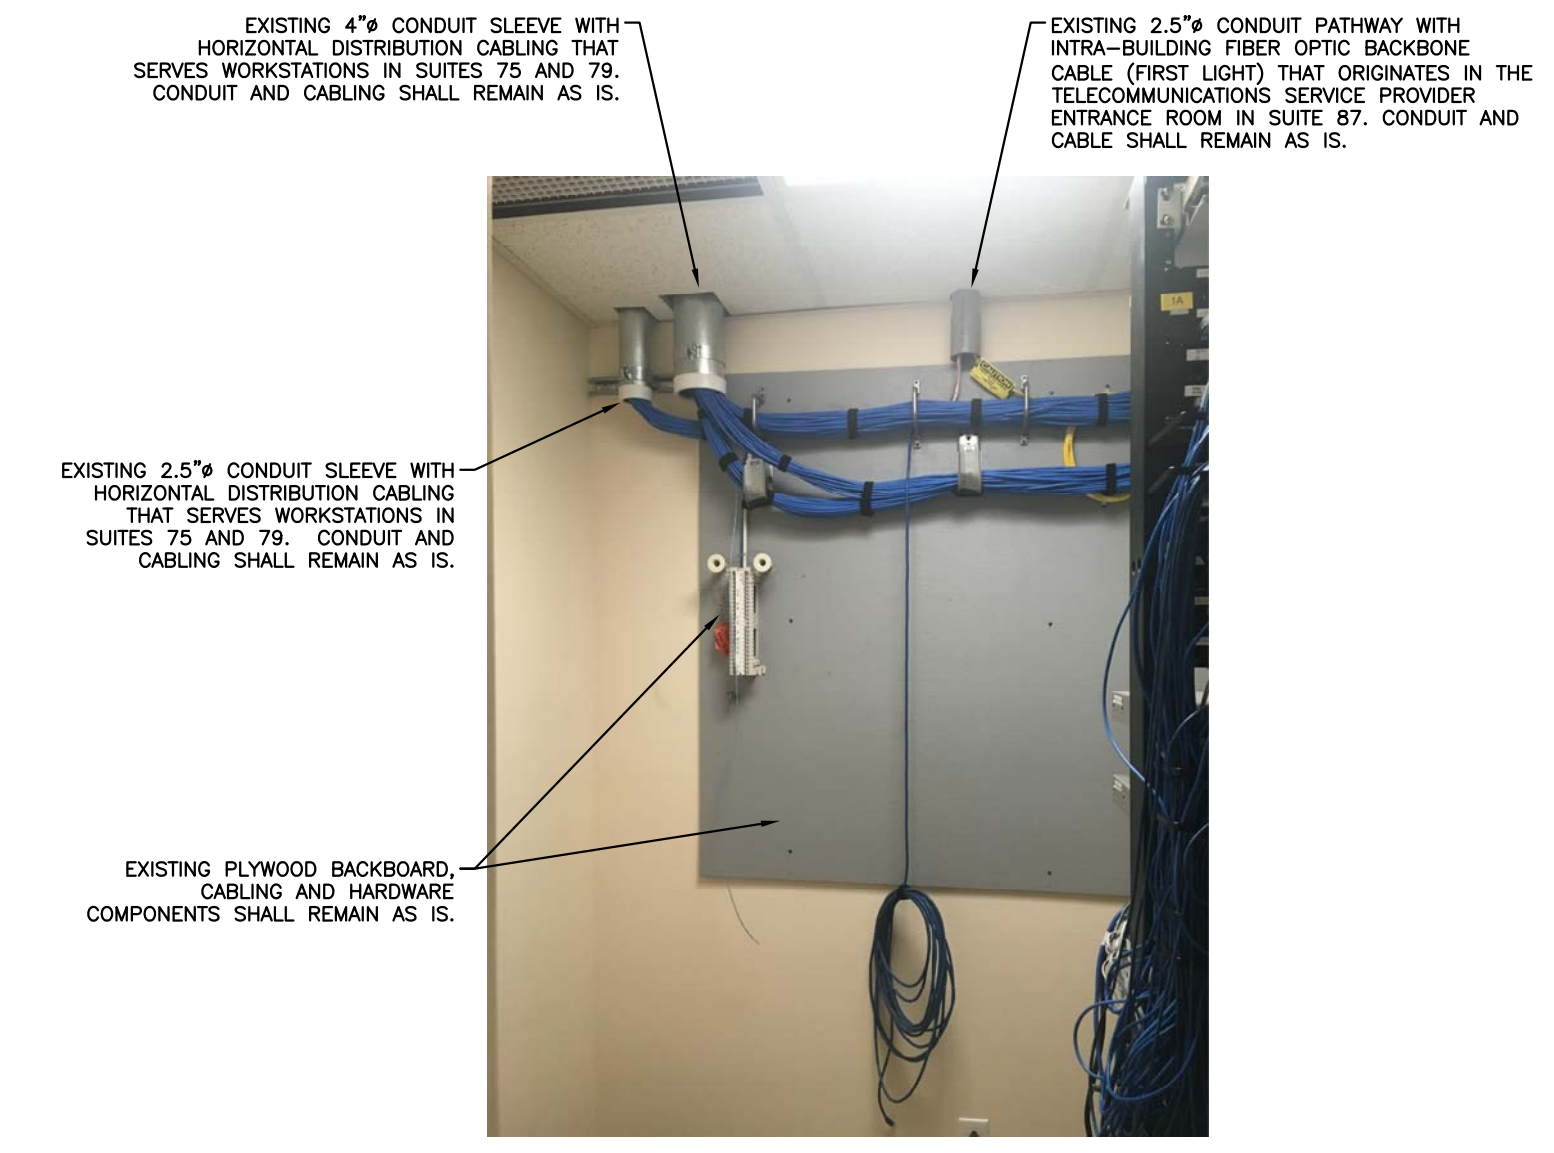 EXISTING 4"ø CONDUIT SLEEVE WITH
HORIZONTAL DISTRIBUTION CABLING THAT
SERVES WORKSTATIONS IN SUITES 75 AND 79.
CONDUIT AND CABLING SHALL REMAIN AS IS.
EXISTING 2.5"ø CONDUIT PATHWAY WITH
INTRA-BUILDING FIBER OPTIC BACKBONE
CABLE (FIRST LIGHT) THAT ORIGINATES IN THE
TELECOMMUNICATIONS SERVICE PROVIDER
ENTRANCE ROOM IN SUITE 87. CONDUIT AND
CABLE SHALL REMAIN AS IS.
1A
EXISTING 2.5"ø CONDUIT SLEEVE WITH
HORIZONTAL DISTRIBUTION CABLING
THAT SERVES WORKSTATIONS IN
SUITES 75 AND 79. CONDUIT AND
CABLING SHALL REMAIN AS IS.
EXISTING PLYWOOD BACKBOARD,
CABLING AND HARDWARE
COMPONENTS SHALL REMAIN AS IS.